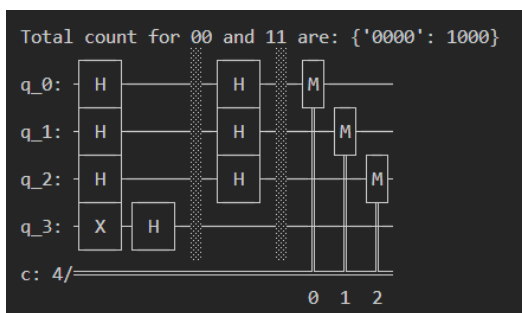 Total count for 00 and 11 are: {'0000': 1000}
q_0: H H M
q_1: H H M
q_2: H H M
q_3: X H
c: 4/
0 1 2